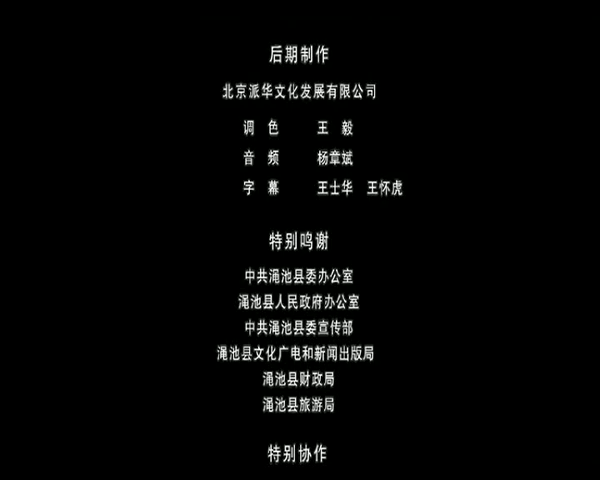 后期制作
北京派华文化发展有限公司
调 色 王 毅
音 频 杨章斌
字 幕 王士华 王怀虎
特别鸣谢
中共渑池县委办公室
渑池县人民政府办公室
中共渑池县委宣传部
渑池县文化广电和新闻出版局
渑池县财政局
渑池县旅游局
特别协作